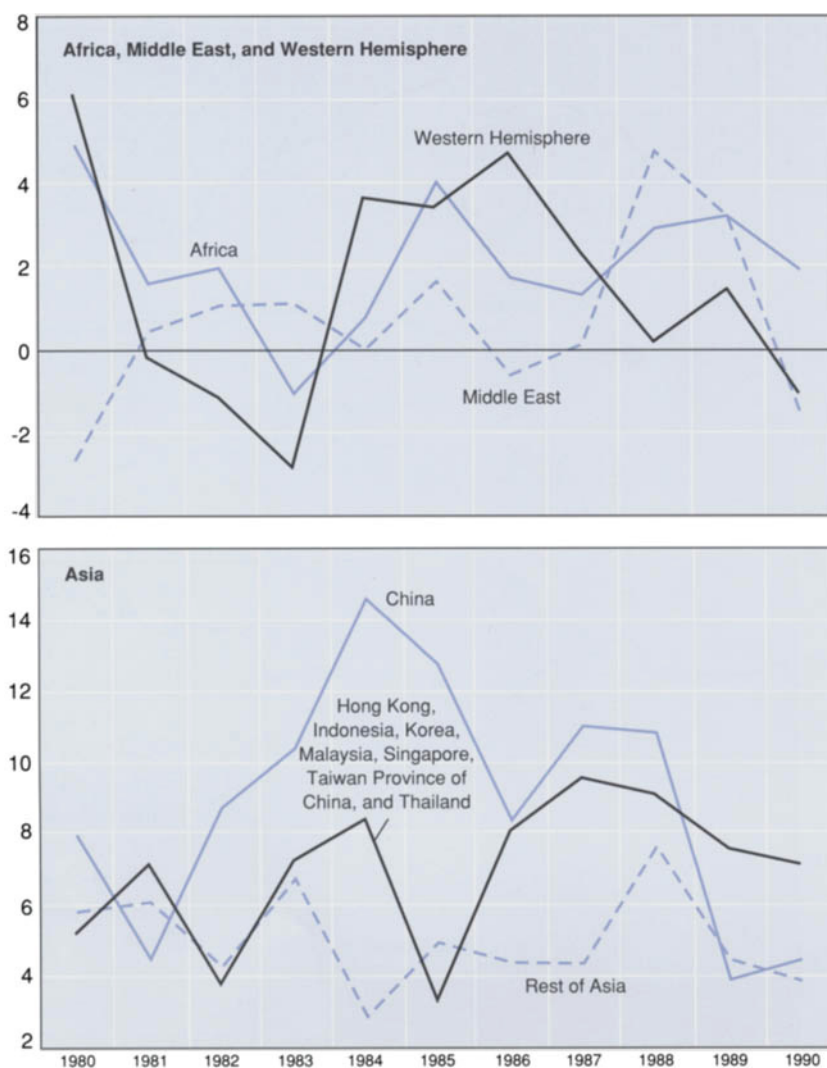 8
Africa, Middle East, and Western Hemisphere
6
Western Hemisphere
4
Africa
2
0
Middle East
-2
-4
16
Asia
China
14
12
Hong Kong,
Indonesia, Korea,
Malaysia, Singapore,
Taiwan Province of
China, and Thailand
10
8
6
4
Rest of Asia
2
1980 1981 1982 1983 1984 1985 1986 1987 1988 1989 1990